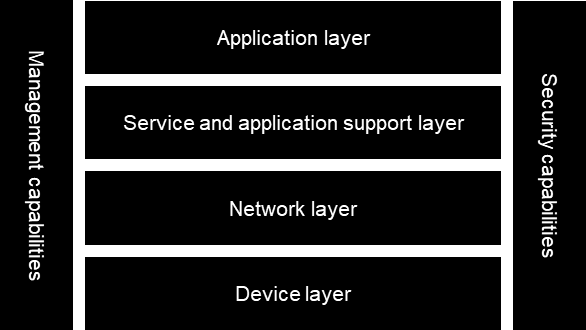 Management capabilities
Application layer
Service and application support layer
Network layer
Device layer
Security capabilities